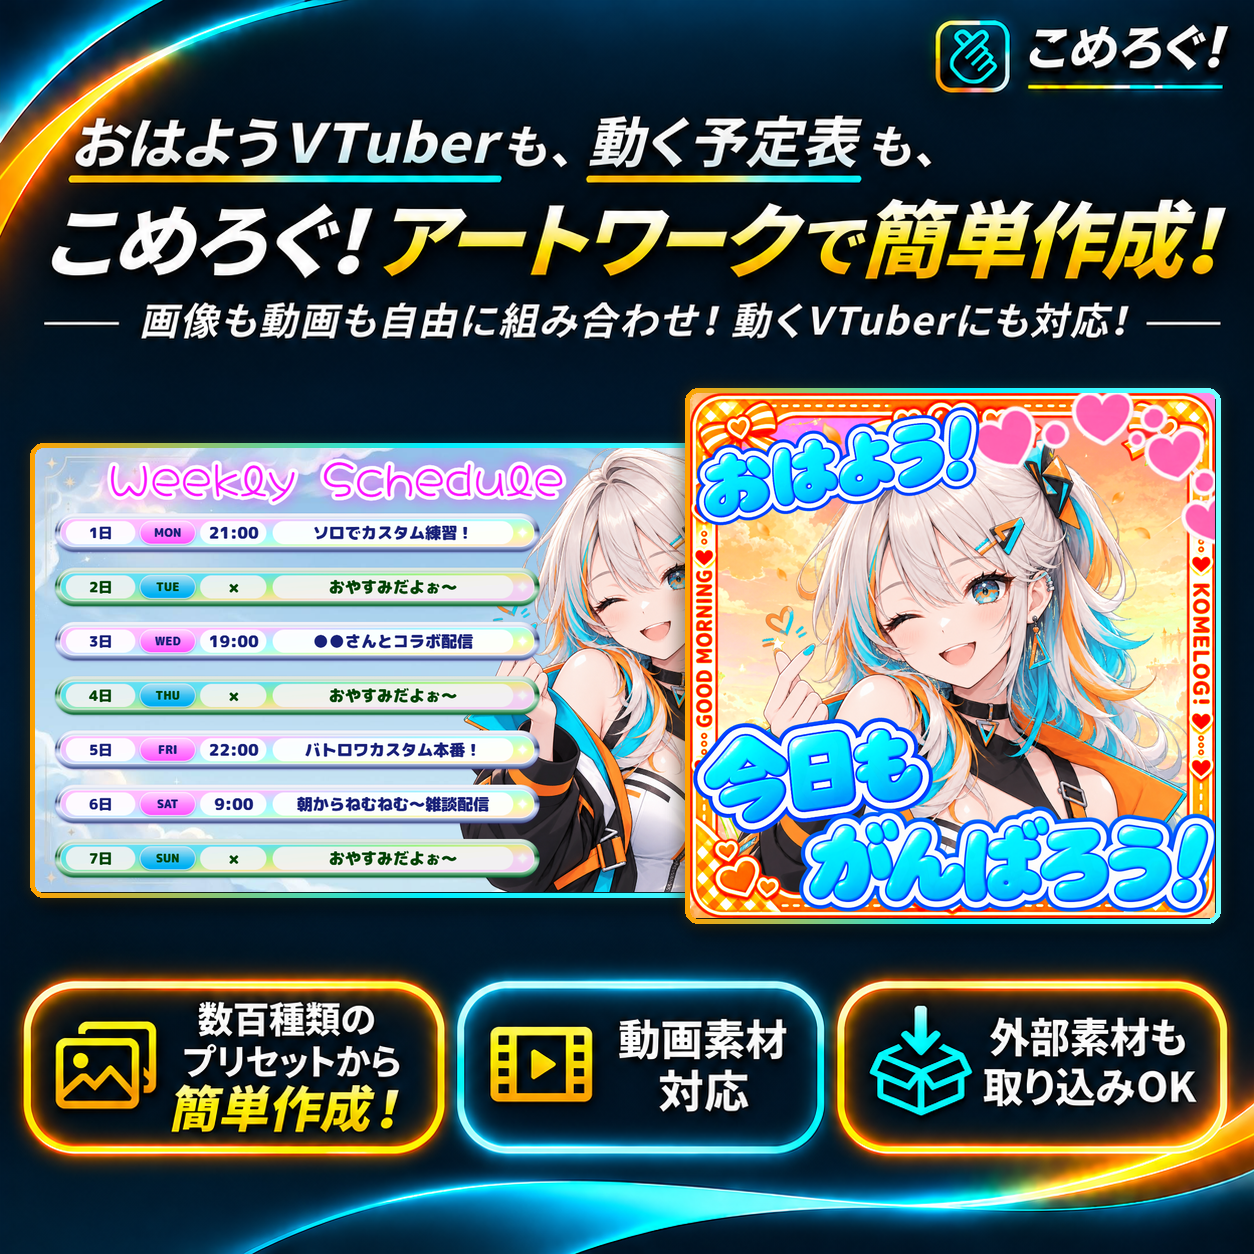 こめろぐ！
おはようVTuberも、動く予定表も、
こめろぐ！アートワークで簡単作成！
画像も動画も自由に組み合わせ！動くVTuberにも対応！
Weekly Schedule
1日 MON 21:00 ソロでカスタム練習！
2日 TUE × おやすみだよぉ～
3日 WED 19:00 ●●さんとコラボ配信
4日 THU × おやすみだよぉ～
5日 FRI 22:00 バトロワカスタム本番！
6日 SAT 9:00 朝からねむねむ～雑談配信
7日 SUN × おやすみだよぉ～
おはよう！
GOOD MORNING
KOMELOG!
今日も
がんばろう！
数百種類の
プリセットから
簡単作成！
動画素材
対応
外部素材も
取り込みOK